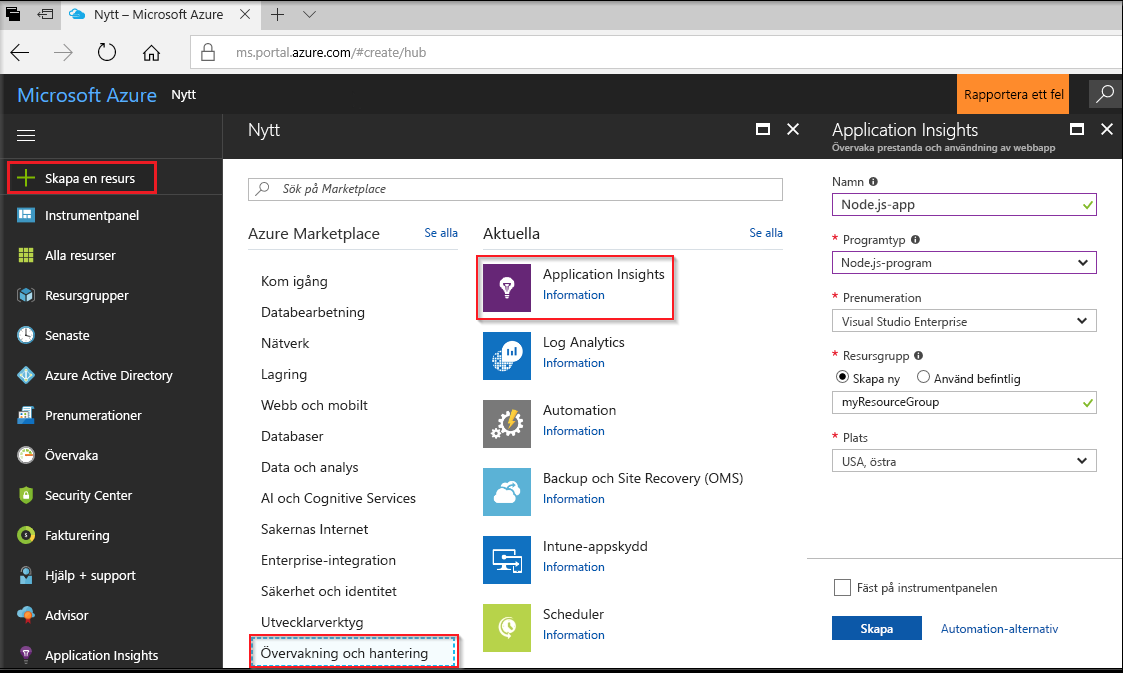 Nytt – Microsoft Azure
ms.portal.azure.com/#create/hub
Microsoft Azure Nytt
Rapportera ett fel
Skapa en resurs
Instrumentpanel
Alla resurser
Resursgrupper
Senaste
Azure Active Directory
Prenumerationer
Övervaka
Security Center
Fakturering
Hjälp + support
Advisor
Application Insights
Nytt
Sök på Marketplace
Azure Marketplace Se alla
Kom igång
Databearbetning
Nätverk
Lagring
Webb och mobilt
Databaser
Data och analys
AI och Cognitive Services
Sakernas Internet
Enterprise-integration
Säkerhet och identitet
Utvecklarverktyg
Övervakning och hantering
Aktuella Se alla
Application Insights
Information
Log Analytics
Information
Automation
Information
Backup och Site Recovery (OMS)
Information
Intune-appskydd
Information
Scheduler
Information
Application Insights
Övervaka prestanda och användning av webbapp
Namn
Node.js-app
* Programtyp
Node.js-program
* Prenumeration
Visual Studio Enterprise
* Resursgrupp
Skapa ny Använd befintlig
myResourceGroup
* Plats
USA, östra
Fäst på instrumentpanelen
Skapa Automation-alternativ